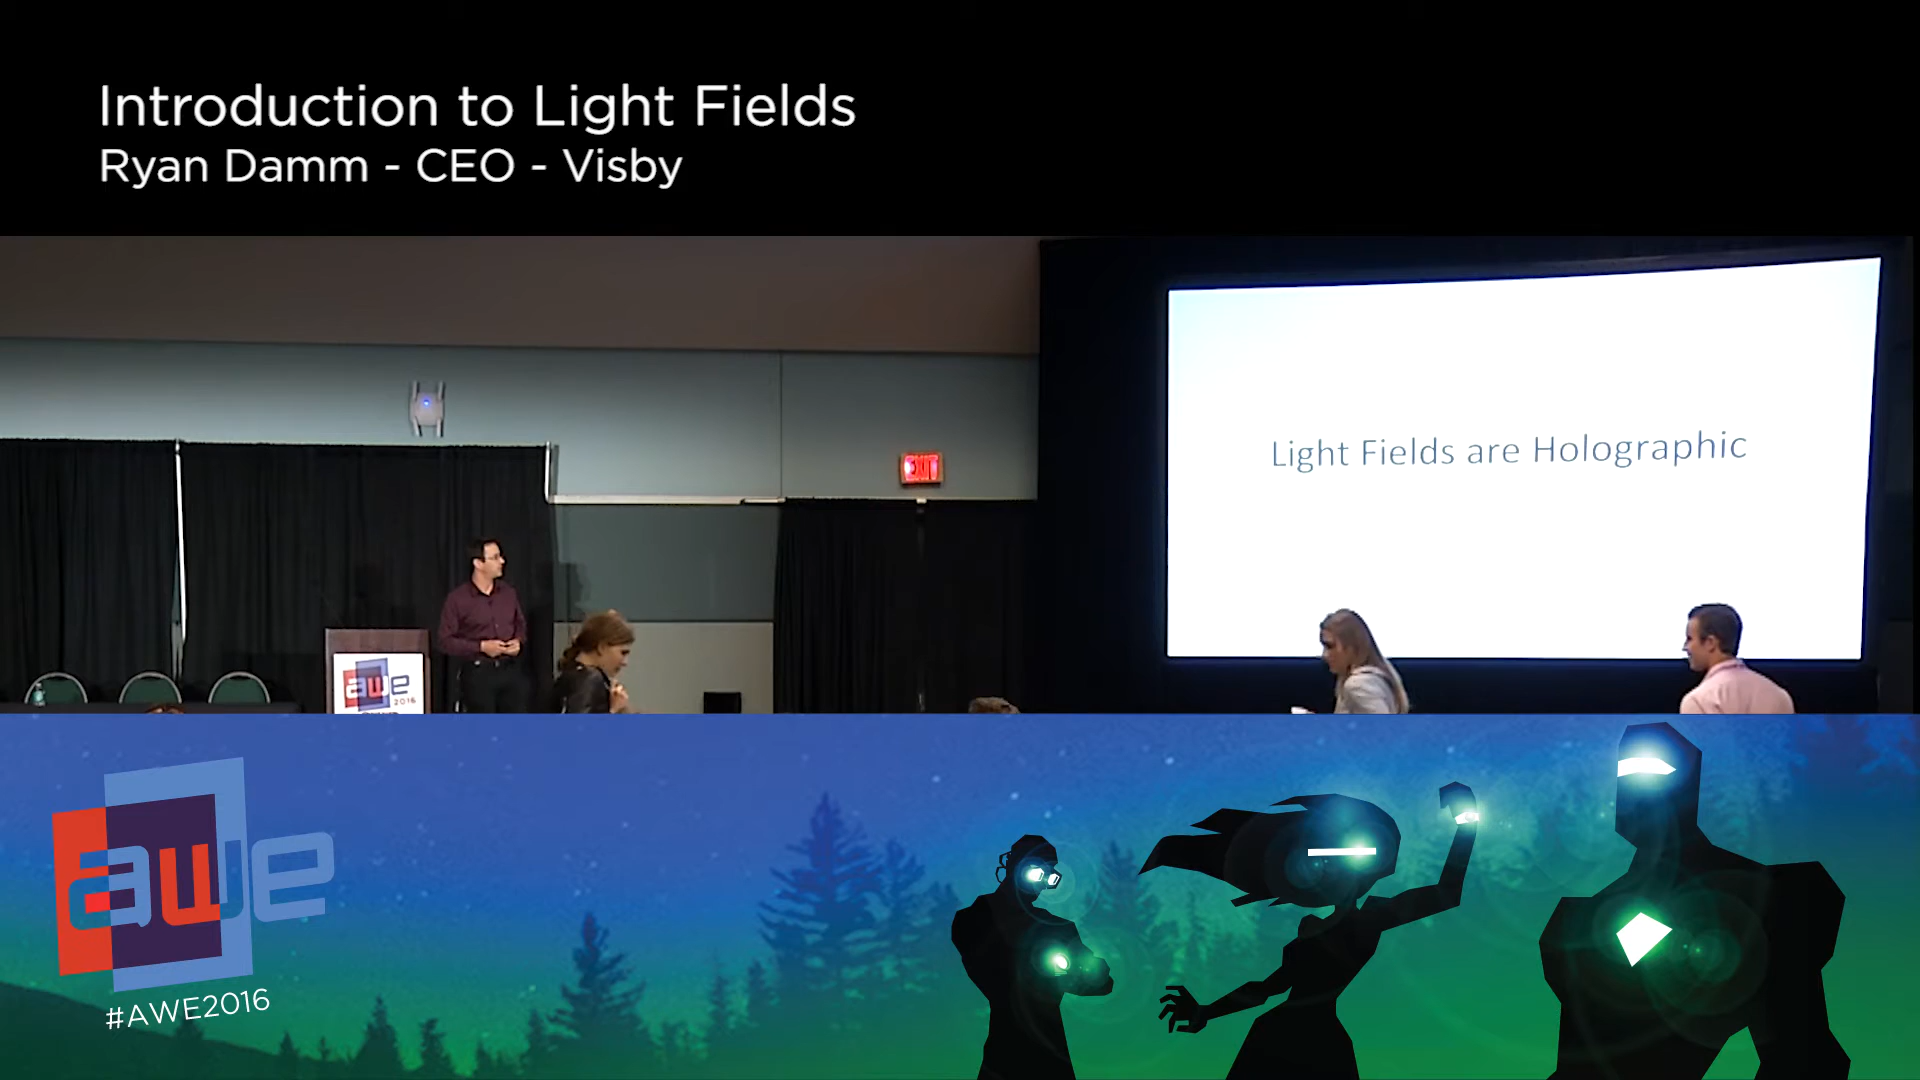 Introduction to Light Fields
Ryan Damm - CEO - Visby
EXIT
Light Fields are Holographic
awe
2016
awe
#AWE2016